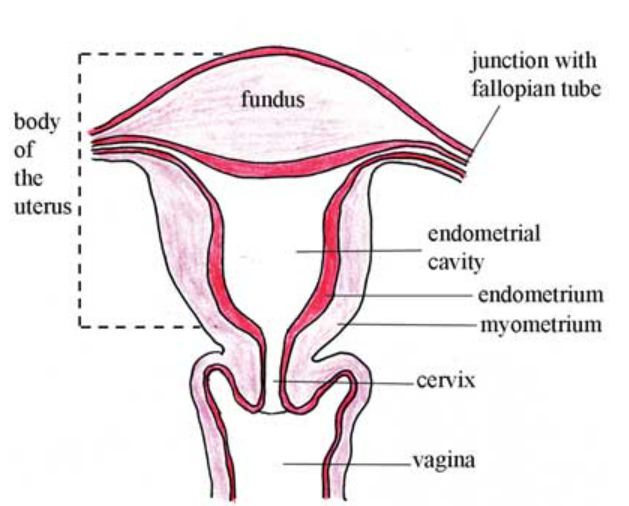 junction with
fallopian tube
fundus
body
of
the
uterus
endometrial
cavity
endometrium
myometrium
cervix
vagina